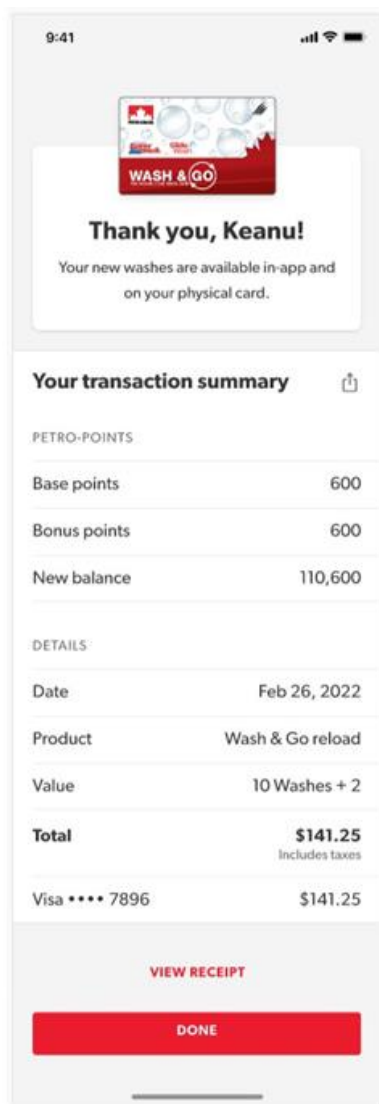 9:41
WASH & GO
Thank you, Keanu!
Your new washes are available in-app and
on your physical card.
Your transaction summary
PETRO-POINTS
Base points 600
Bonus points 600
New balance 110,600
DETAILS
Date Feb 26, 2022
Product Wash & Go reload
Value 10 Washes + 2
Total $141.25
Includes taxes
Visa •••• 7896 $141.25
VIEW RECEIPT
DONE